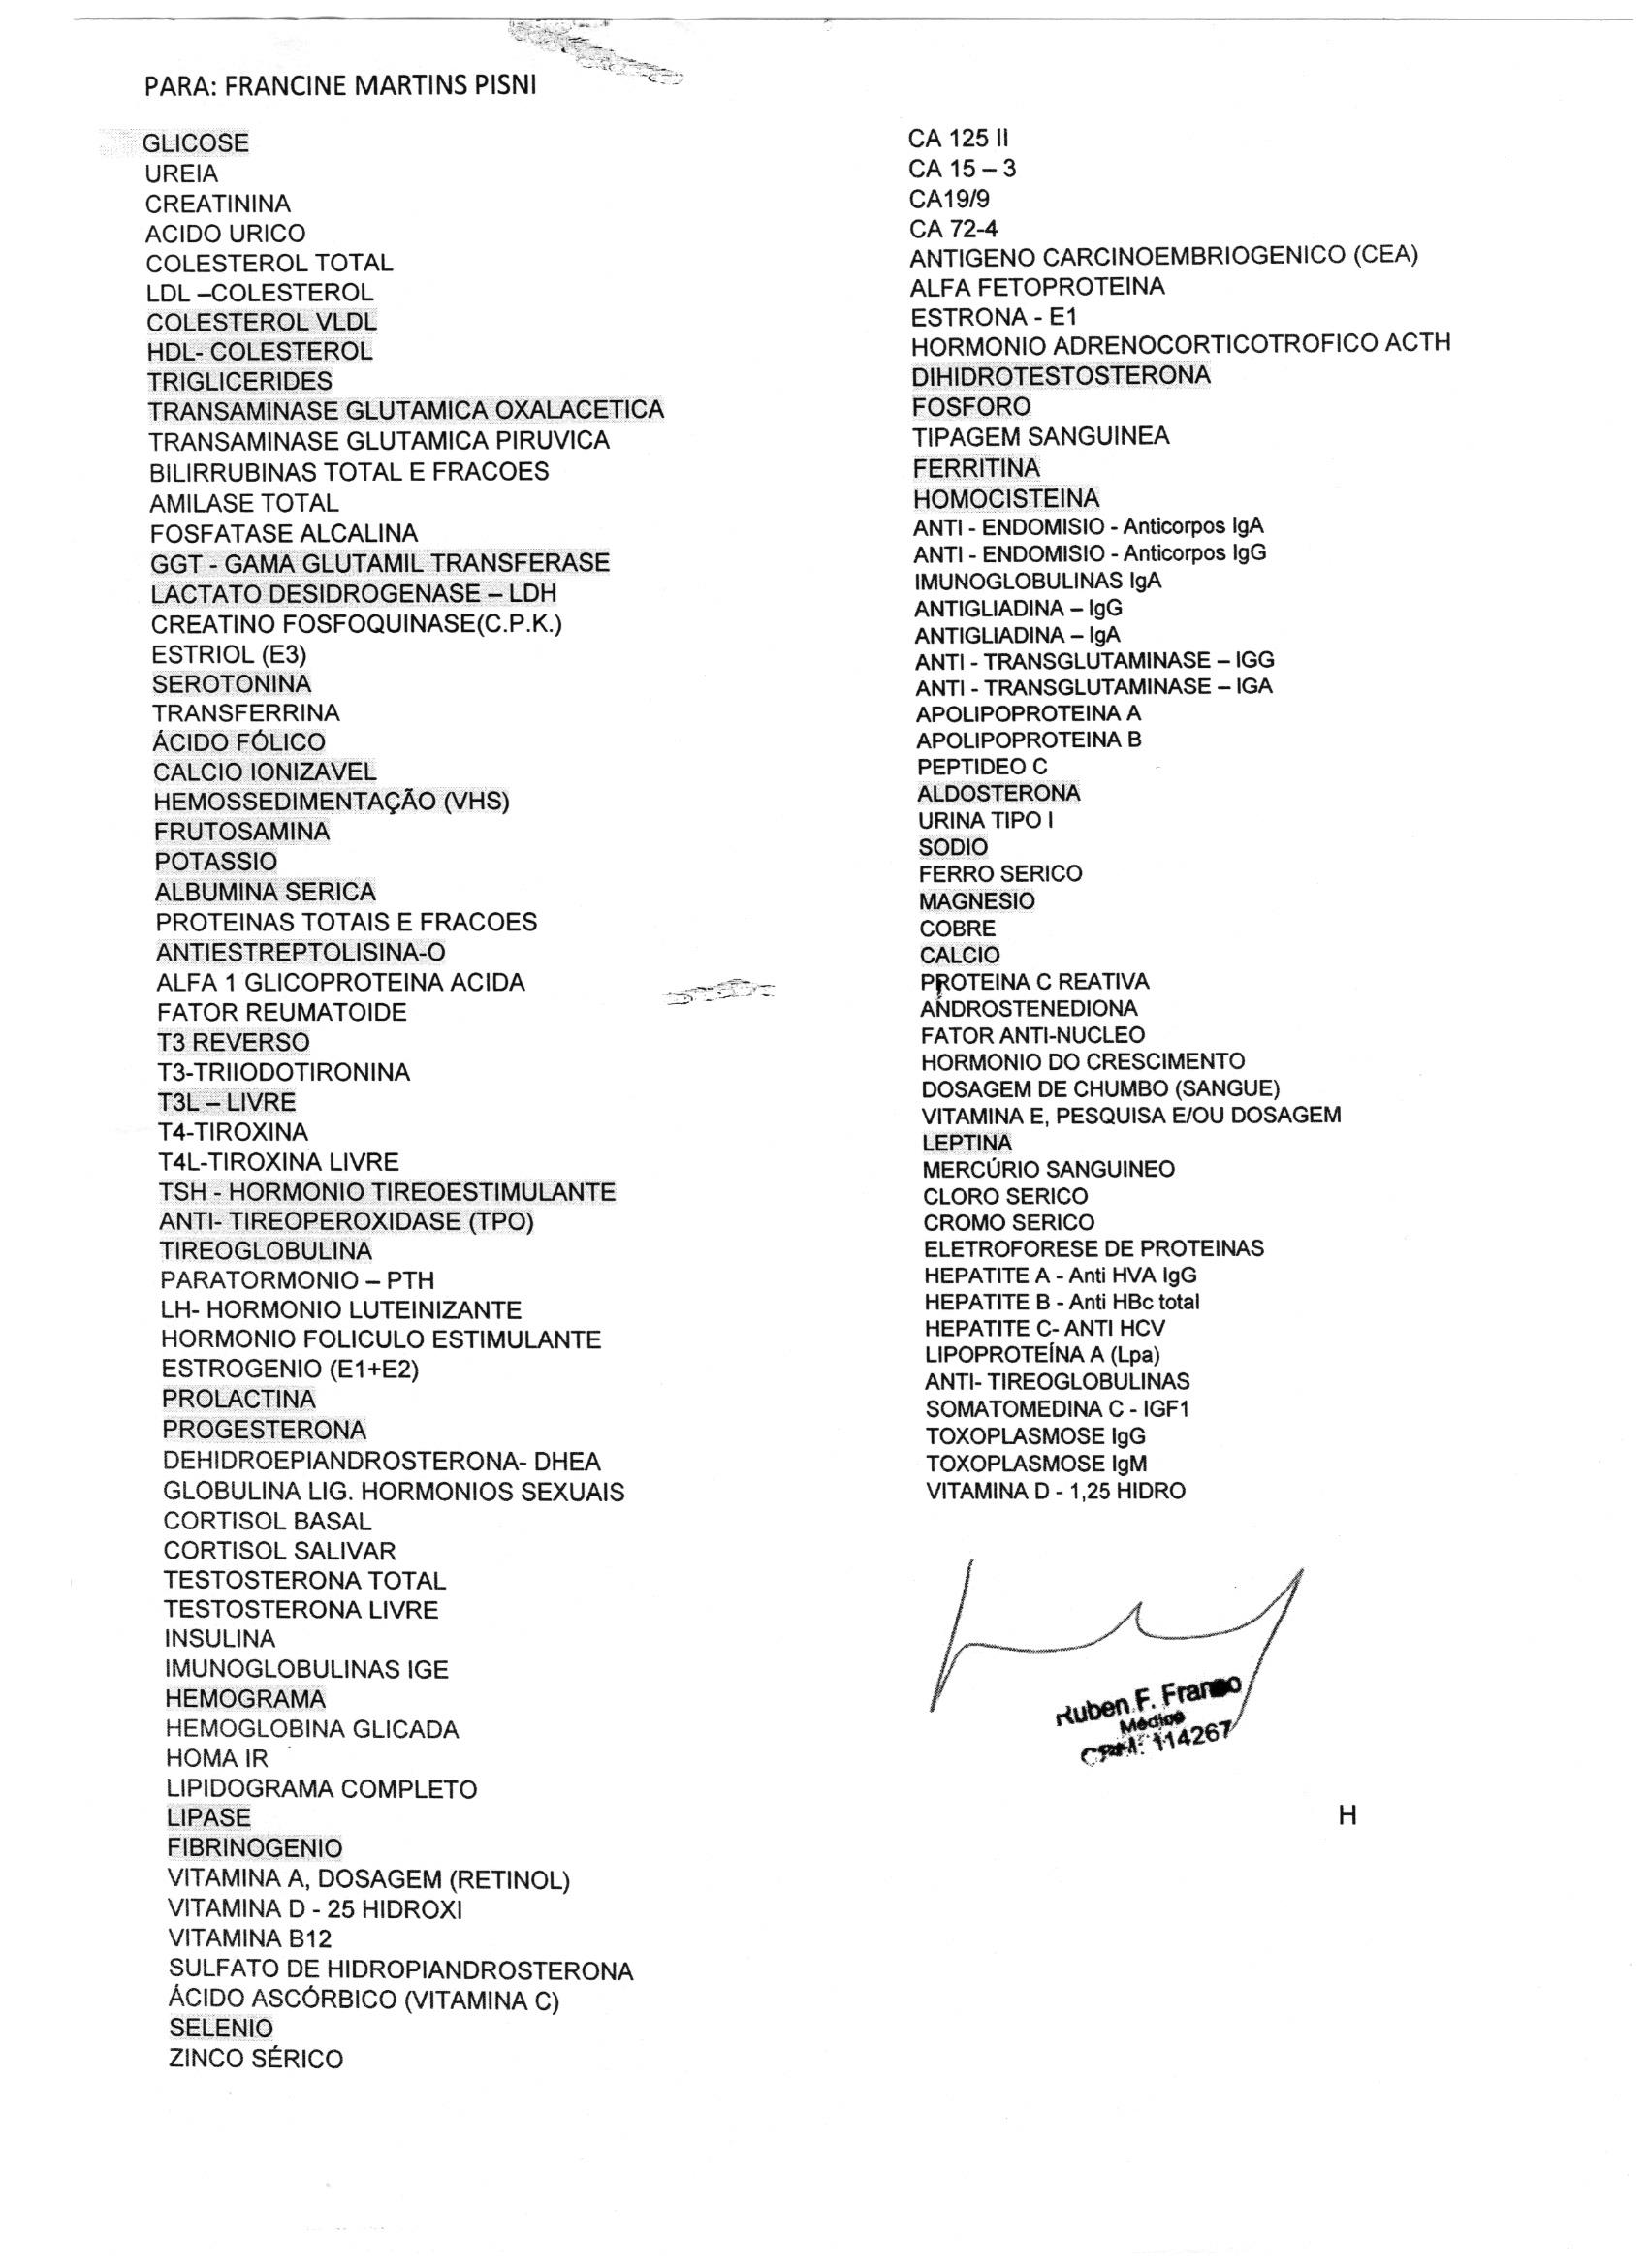 PARA: FRANCINE MARTINS PISNI
GLICOSE
UREIA
CREATININA
ACIDO URICO
COLESTEROL TOTAL
LDL –COLESTEROL
COLESTEROL VLDL
HDL- COLESTEROL
TRIGLICERIDES
TRANSAMINASE GLUTAMICA OXALACETICA
TRANSAMINASE GLUTAMICA PIRUVICA
BILIRRUBINAS TOTAL E FRACOES
AMILASE TOTAL
FOSFATASE ALCALINA
GGT - GAMA GLUTAMIL TRANSFERASE
LACTATO DESIDROGENASE – LDH
CREATINO FOSFOQUINASE(C.P.K.)
ESTRIOL (E3)
SEROTONINA
TRANSFERRINA
ÁCIDO FÓLICO
CALCIO IONIZAVEL
HEMOSSEDIMENTAÇÃO (VHS)
FRUTOSAMINA
POTASSIO
ALBUMINA SERICA
PROTEINAS TOTAIS E FRACOES
ANTIESTREPTOLISINA-O
ALFA 1 GLICOPROTEINA ACIDA
FATOR REUMATOIDE
T3 REVERSO
T3-TRIIODOTIRONINA
T3L – LIVRE
T4-TIROXINA
T4L-TIROXINA LIVRE
TSH - HORMONIO TIREOESTIMULANTE
ANTI- TIREOPEROXIDASE (TPO)
TIREOGLOBULINA
PARATORMONIO – PTH
LH- HORMONIO LUTEINIZANTE
HORMONIO FOLICULO ESTIMULANTE
ESTROGENIO (E1+E2)
PROLACTINA
PROGESTERONA
DEHIDROEPIANDROSTERONA- DHEA
GLOBULINA LIG. HORMONIOS SEXUAIS
CORTISOL BASAL
CORTISOL SALIVAR
TESTOSTERONA TOTAL
TESTOSTERONA LIVRE
INSULINA
IMUNOGLOBULINAS IGE
HEMOGRAMA
HEMOGLOBINA GLICADA
HOMA IR
LIPIDOGRAMA COMPLETO
LIPASE
FIBRINOGENIO
VITAMINA A, DOSAGEM (RETINOL)
VITAMINA D - 25 HIDROXI
VITAMINA B12
SULFATO DE HIDROPIANDROSTERONA
ÁCIDO ASCÓRBICO (VITAMINA C)
SELENIO
ZINCO SÉRICO
CA 125 II
CA 15 – 3
CA19/9
CA 72-4
ANTIGENO CARCINOEMBRIOGENICO (CEA)
ALFA FETOPROTEINA
ESTRONA - E1
HORMONIO ADRENOCORTICOTROFICO ACTH
DIHIDROTESTOSTERONA
FOSFORO
TIPAGEM SANGUINEA
FERRITINA
HOMOCISTEINA
ANTI - ENDOMISIO - Anticorpos IgA
ANTI - ENDOMISIO - Anticorpos IgG
IMUNOGLOBULINAS IgA
ANTIGLIADINA – IgG
ANTIGLIADINA – IgA
ANTI - TRANSGLUTAMINASE – IGG
ANTI - TRANSGLUTAMINASE – IGA
APOLIPOPROTEINA A
APOLIPOPROTEINA B
PEPTIDEO C
ALDOSTERONA
URINA TIPO I
SODIO
FERRO SERICO
MAGNESIO
COBRE
CALCIO
PROTEINA C REATIVA
ANDROSTENEDIONA
FATOR ANTI-NUCLEO
HORMONIO DO CRESCIMENTO
DOSAGEM DE CHUMBO (SANGUE)
VITAMINA E, PESQUISA E/OU DOSAGEM
LEPTINA
MERCÚRIO SANGUINEO
CLORO SERICO
CROMO SERICO
ELETROFORESE DE PROTEINAS
HEPATITE A - Anti HVA IgG
HEPATITE B - Anti HBc total
HEPATITE C- ANTI HCV
LIPOPROTEÍNA A (Lpa)
ANTI- TIREOGLOBULINAS
SOMATOMEDINA C - IGF1
TOXOPLASMOSE IgG
TOXOPLASMOSE IgM
VITAMINA D - 1,25 HIDRO
Ruben F. Franco
Médico
CRM: 114267
H